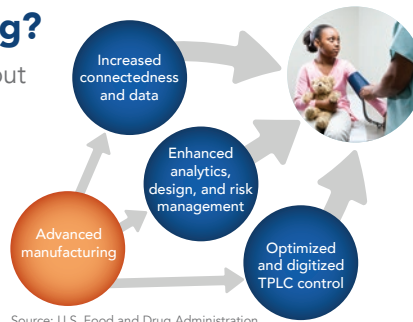 g?
out
Increased
connectedness
and data
Enhanced
analytics,
design, and risk
management
Advanced
manufacturing
Optimized
and digitized
TPLC control
Source: U.S. Food and Drug Administration